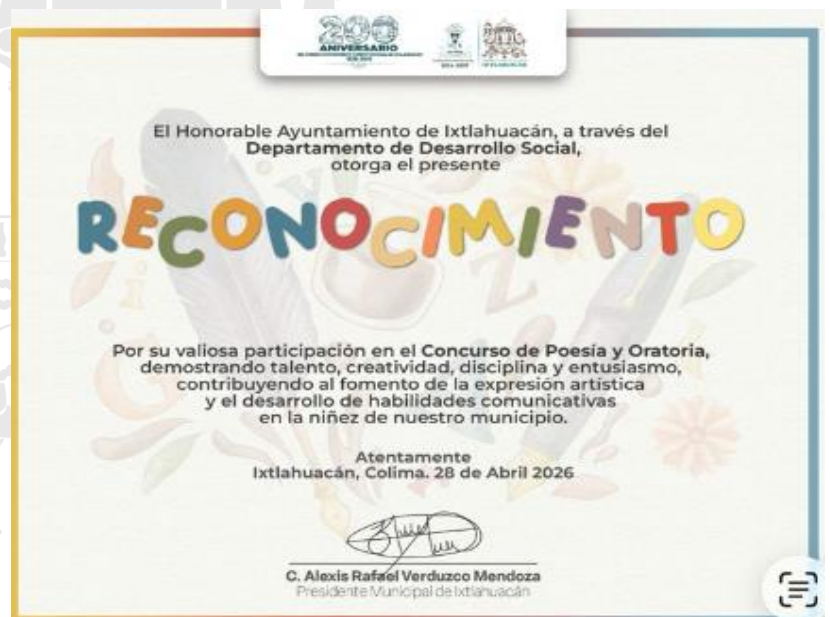 200
ANIVERSARIO
El Honorable Ayuntamiento de Ixtlahuacán, a través del
Departamento de Desarrollo Social,
otorga el presente
RECONOCIMIENTO
Por su valiosa participación en el Concurso de Poesía y Oratoria,
demostrando talento, creatividad, disciplina y entusiasmo,
contribuyendo al fomento de la expresión artística
y el desarrollo de habilidades comunicativas
en la niñez de nuestro municipio.
Atentamente
Ixtlahuacán, Colima. 28 de Abril 2026
C. Alexis Rafael Verduzco Mendoza
Presidente Municipal de Ixtlahuacán